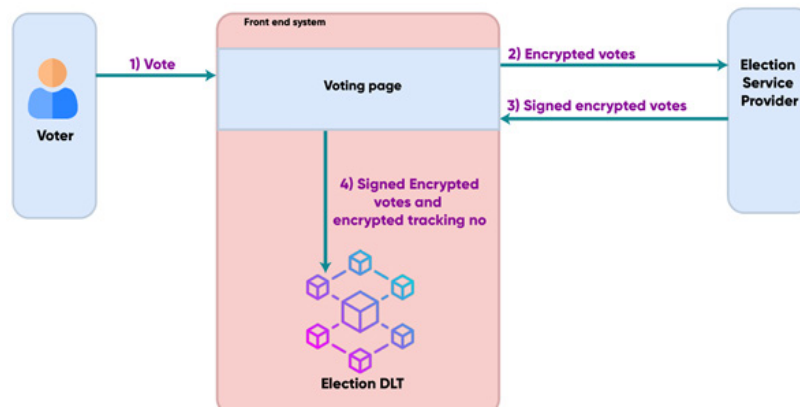 Front end system
1) Vote
2) Encrypted votes
Voting page
Election
Service
Provider
3) Signed encrypted votes
Voter
4) Signed Encrypted
votes and
encrypted tracking no
Election DLT